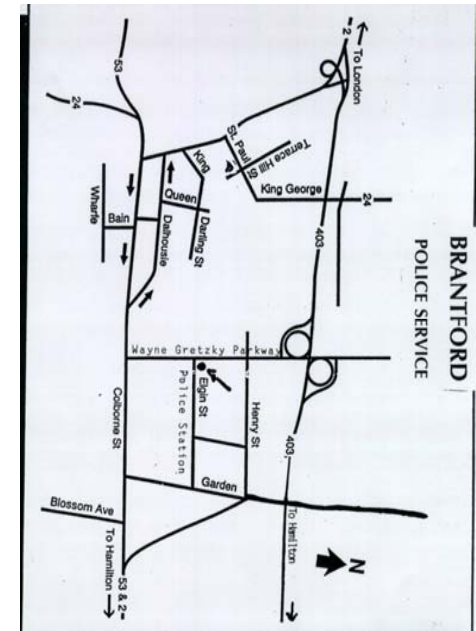 BRANTFORD
POLICE SERVICE
2
To London
53
24
St. Paul
Terrace Hill
St
King George
24
King
Queen
Darling St
Wharfe
Bain
Dalhousie
403
Wayne Gretzky Parkway
Colborne St
Elgin St
Police Station
Henry St
403
Garden
Blossom Ave
To Hamilton
53 & 2
To Hamilton
N